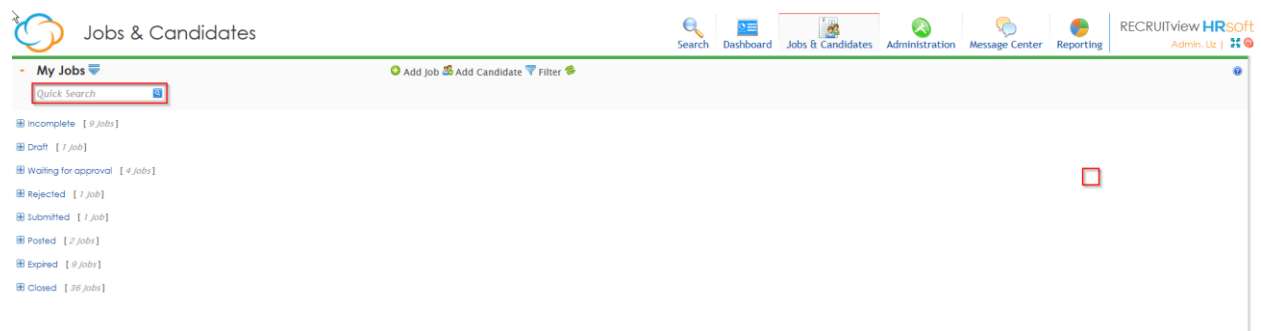 Jobs & Candidates
Search Dashboard Jobs & Candidates Administration Message Center Reporting
RECRUITview HRsoft
Admin, Liz |
My Jobs
Add Job Add Candidate Filter
Quick Search
Incomplete [ 9 Jobs]
Draft [ 1 Job]
Waiting for approval [ 4 Jobs]
Rejected [ 1 Job]
Submitted [ 1 Job]
Posted [ 2 Jobs]
Expired [ 9 Jobs]
Closed [ 36 Jobs]